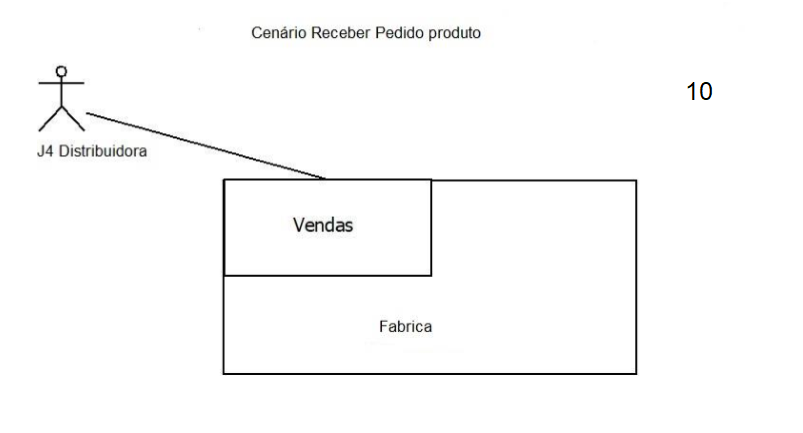 Cenário Receber Pedido produto
10
J4 Distribuidora
Vendas
Fabrica